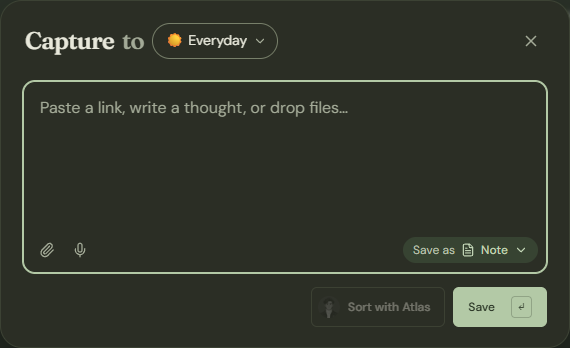 Capture to Everyday
Paste a link, write a thought, or drop files...
Save as Note
Sort with Atlas
Save